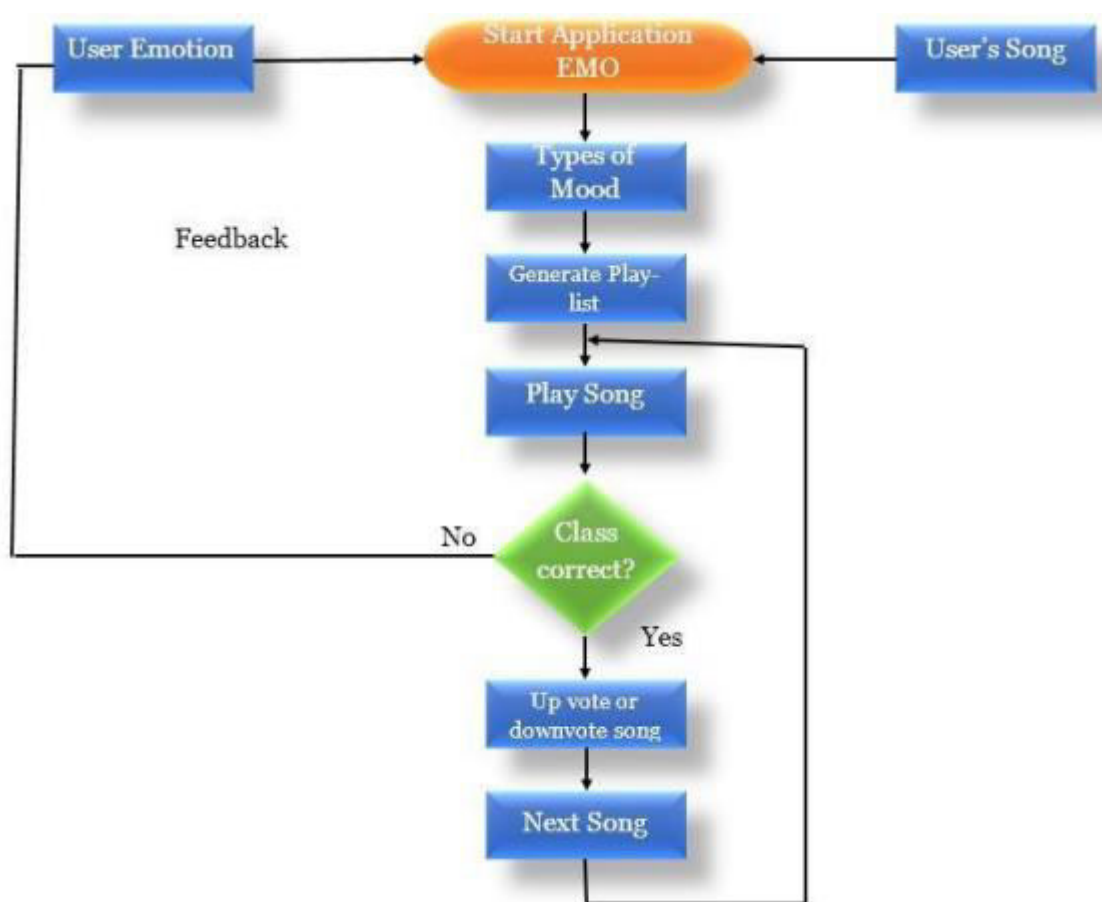 User Emotion
Start Application
EMO
User's Song
Types of
Mood
Feedback
Generate Play-
list
Play Song
No
Class
correct?
Yes
Up vote or
downvote song
Next Song